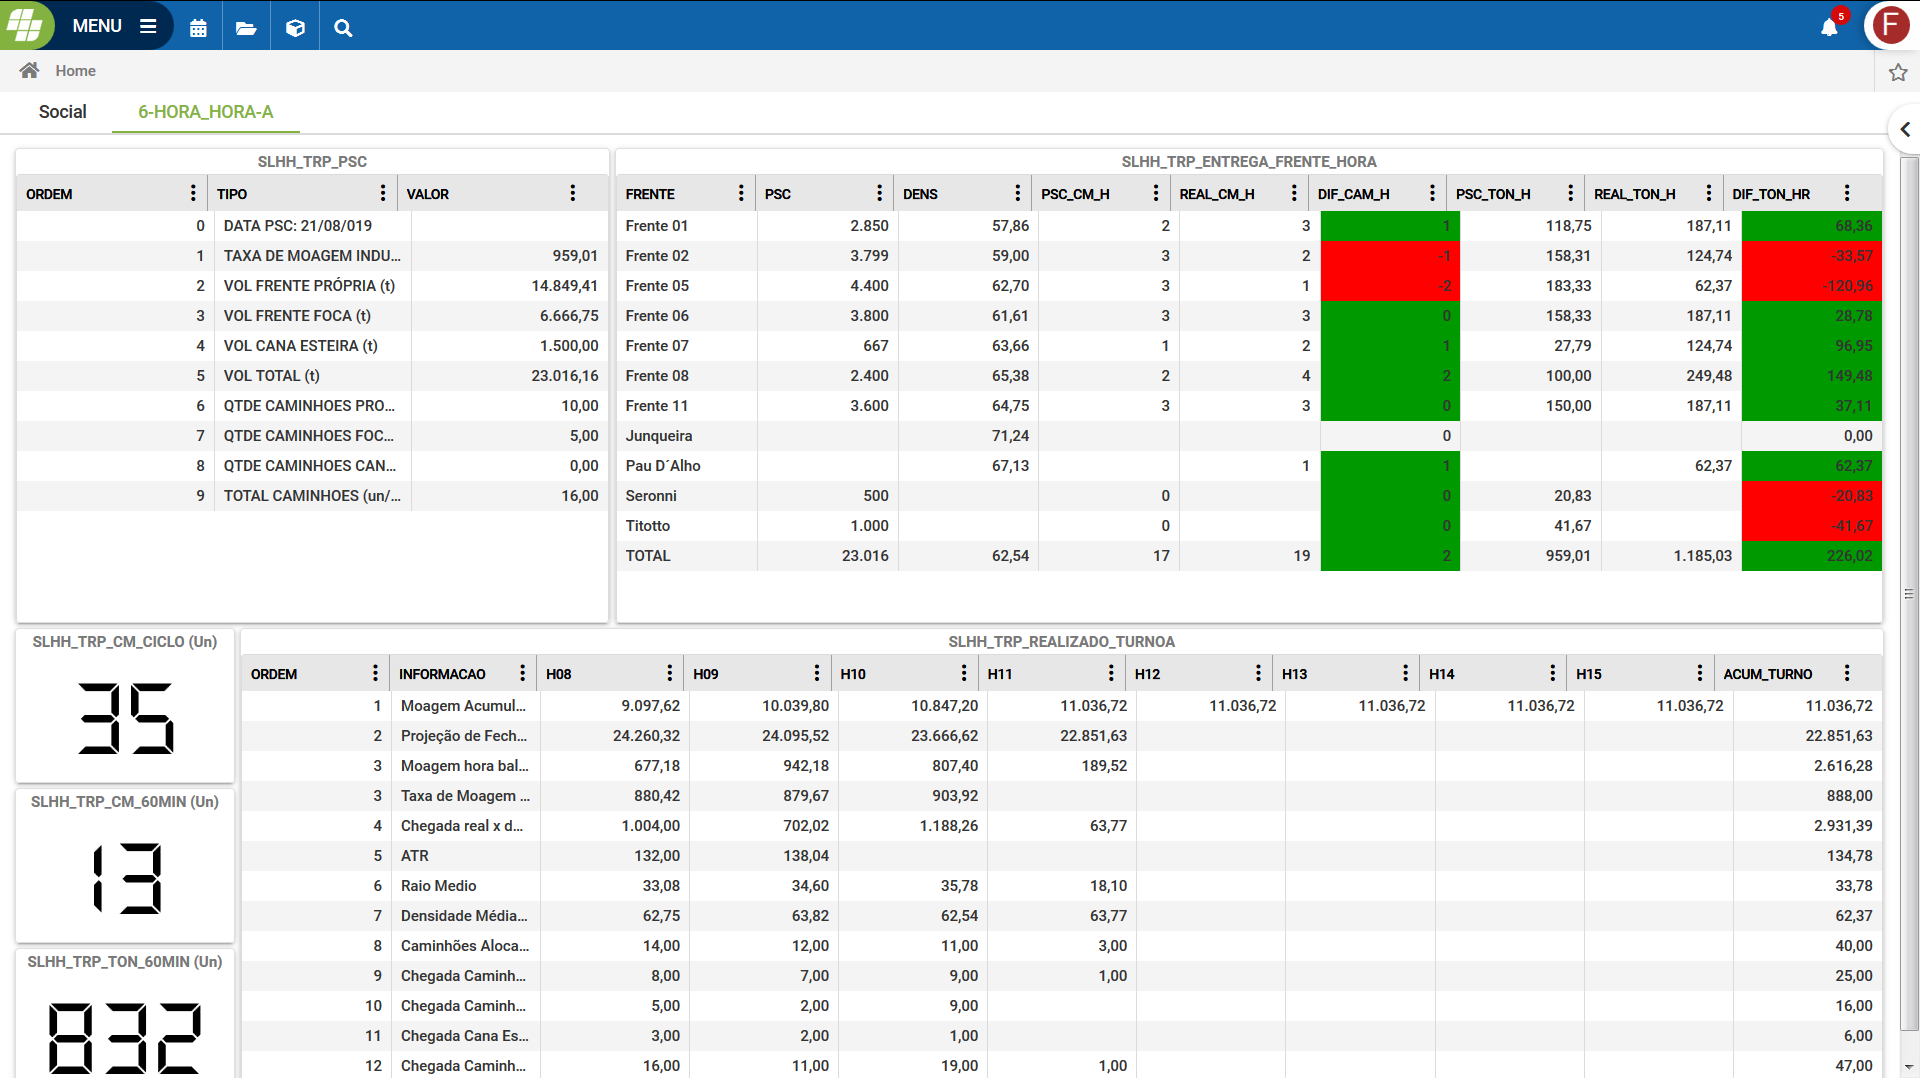 MENU
5
F
Home
Social 6-HORA_HORA-A
SLHH_TRP_PSC
ORDEM TIPO VALOR
0 DATA PSC: 21/08/019
1 TAXA DE MOAGEM INDU... 959,01
2 VOL FRENTE PRÓPRIA (t) 14.849,41
3 VOL FRENTE FOCA (t) 6.666,75
4 VOL CANA ESTEIRA (t) 1.500,00
5 VOL TOTAL (t) 23.016,16
6 QTDE CAMINHOES PRO... 10,00
7 QTDE CAMINHOES FOC... 5,00
8 QTDE CAMINHOES CAN... 0,00
9 TOTAL CAMINHOES (un/... 16,00
SLHH_TRP_ENTREGA_FRENTE_HORA
FRENTE PSC DENS PSC_CM_H REAL_CM_H DIF_CAM_H PSC_TON_H REAL_TON_H DIF_TON_HR
Frente 01 2.850 57,86 2 3 1 118,75 187,11 68,36
Frente 02 3.799 59,00 3 2 -1 158,31 124,74 -33,57
Frente 05 4.400 62,70 3 1 -2 183,33 62,37 -120,96
Frente 06 3.800 61,61 3 3 0 158,33 187,11 28,78
Frente 07 667 63,66 1 2 1 27,79 124,74 96,95
Frente 08 2.400 65,38 2 4 2 100,00 249,48 149,48
Frente 11 3.600 64,75 3 3 0 150,00 187,11 37,11
Junqueira 71,24 0 0,00
Pau D´Alho 67,13 1 1 62,37 62,37
Seronni 500 0 0 20,83 -20,83
Titotto 1.000 0 0 41,67 -41,67
TOTAL 23.016 62,54 17 19 2 959,01 1.185,03 226,02
SLHH_TRP_CM_CICLO (Un)
35
SLHH_TRP_CM_60MIN (Un)
13
SLHH_TRP_TON_60MIN (Un)
832
SLHH_TRP_REALIZADO_TURNOA
ORDEM INFORMACAO H08 H09 H10 H11 H12 H13 H14 H15 ACUM_TURNO
1 Moagem Acumul... 9.097,62 10.039,80 10.847,20 11.036,72 11.036,72 11.036,72 11.036,72 11.036,72 11.036,72
2 Projeção de Fech... 24.260,32 24.095,52 23.666,62 22.851,63 22.851,63
3 Moagem hora bal... 677,18 942,18 807,40 189,52 2.616,28
3 Taxa de Moagem ... 880,42 879,67 903,92 888,00
4 Chegada real x d... 1.004,00 702,02 1.188,26 63,77 2.931,39
5 ATR 132,00 138,04 134,78
6 Raio Medio 33,08 34,60 35,78 18,10 33,78
7 Densidade Média... 62,75 63,82 62,54 63,77 62,37
8 Caminhões Aloca... 14,00 12,00 11,00 3,00 40,00
9 Chegada Caminh... 8,00 7,00 9,00 1,00 25,00
10 Chegada Caminh... 5,00 2,00 9,00 16,00
11 Chegada Cana Es... 3,00 2,00 1,00 6,00
12 Chegada Caminh... 16,00 11,00 19,00 1,00 47,00